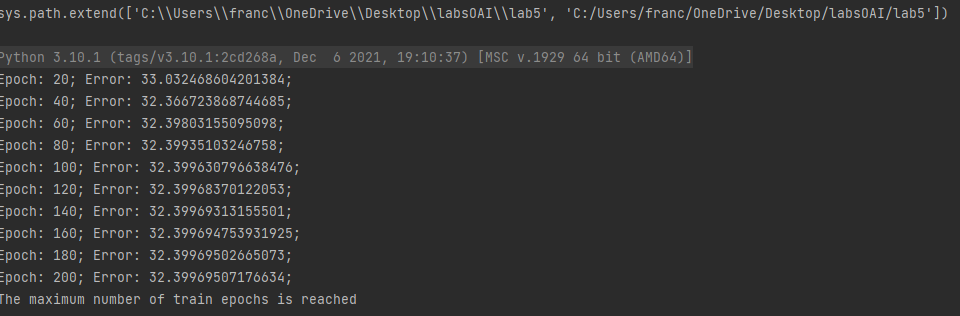 sys.path.extend(['C:\\Users\\franc\\OneDrive\\Desktop\\labsOAI\\lab5', 'C:/Users/franc/OneDrive/Desktop/labsOAI/lab5'])
Python 3.10.1 (tags/v3.10.1:2cd268a, Dec  6 2021, 19:10:37) [MSC v.1929 64 bit (AMD64)]
Epoch: 20; Error: 33.032468604201384;
Epoch: 40; Error: 32.366723868744685;
Epoch: 60; Error: 32.39803155095098;
Epoch: 80; Error: 32.39935103246758;
Epoch: 100; Error: 32.399630796638476;
Epoch: 120; Error: 32.39968370122053;
Epoch: 140; Error: 32.39969313155501;
Epoch: 160; Error: 32.399694753931925;
Epoch: 180; Error: 32.39969502665073;
Epoch: 200; Error: 32.39969507176634;
The maximum number of train epochs is reached